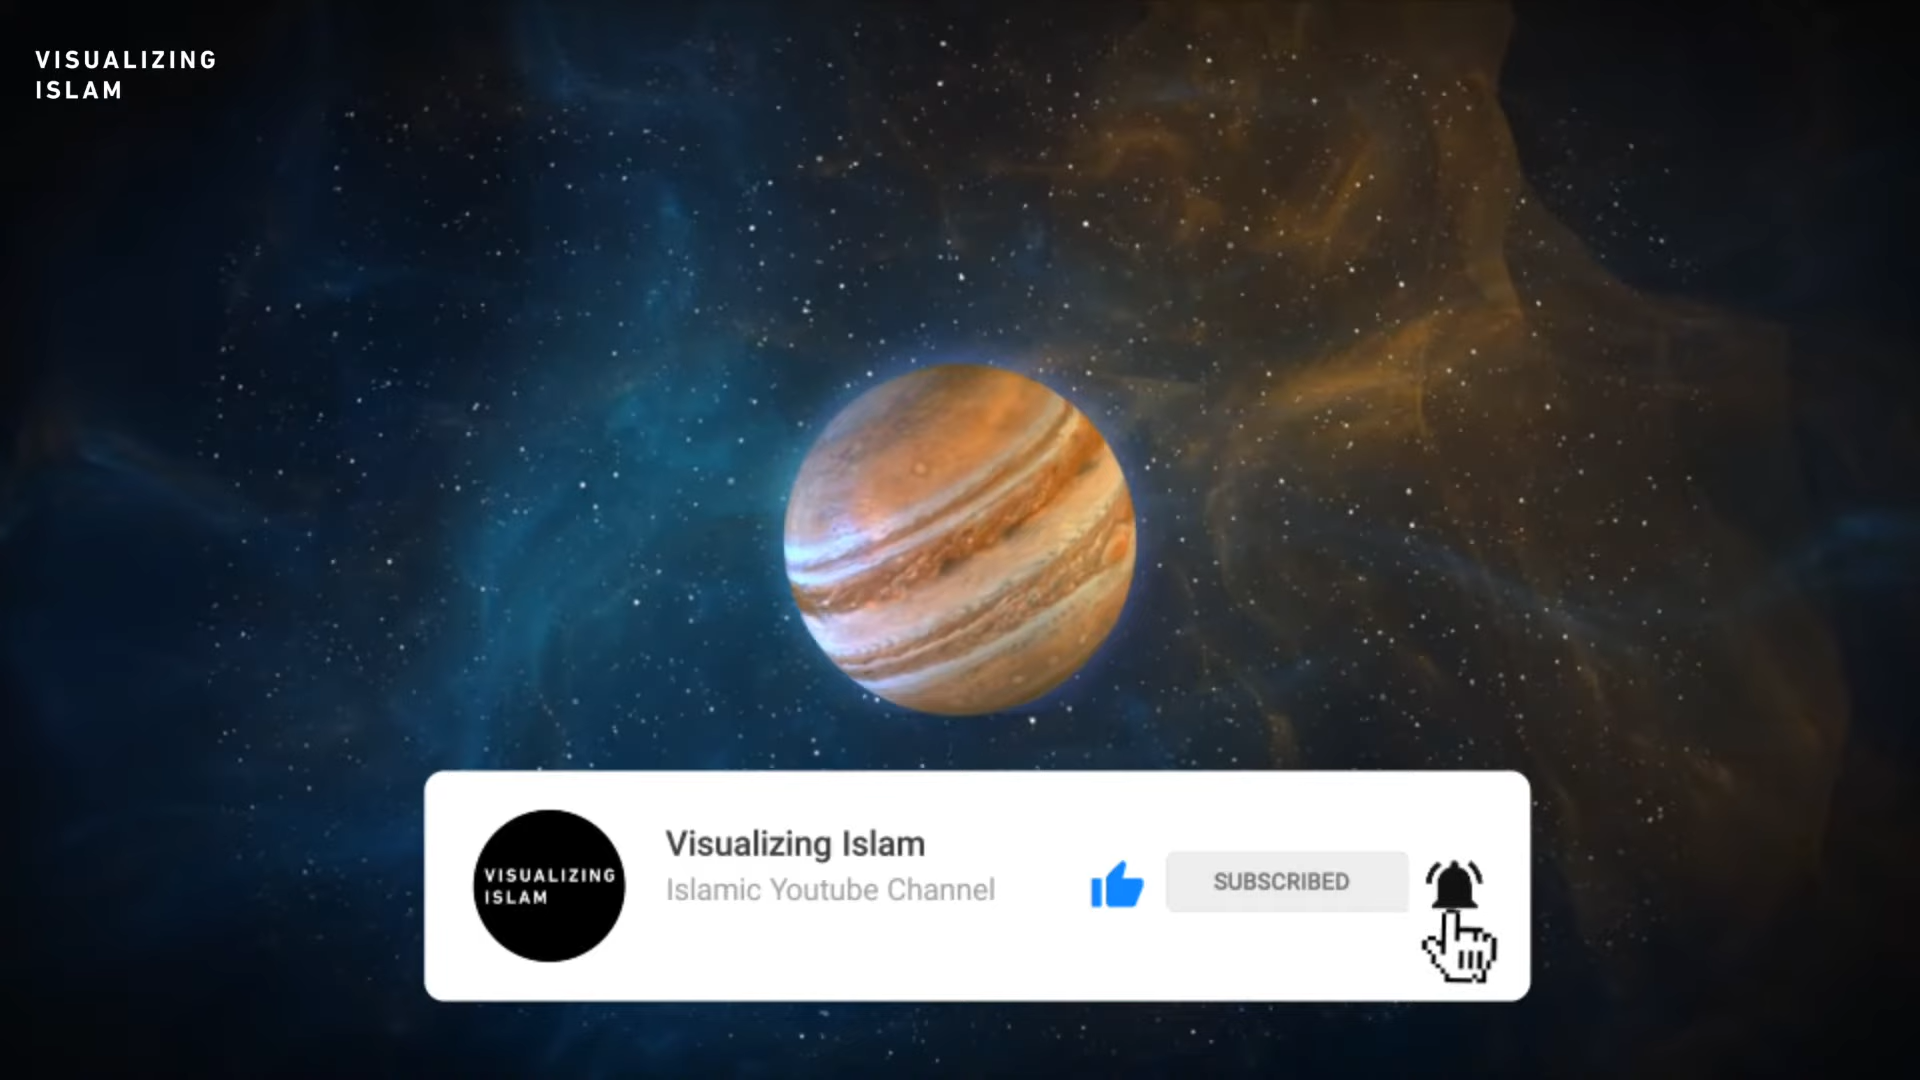 VISUALIZING
ISLAM
Visualizing Islam
Islamic Youtube Channel
VISUALIZING
ISLAM
SUBSCRIBED